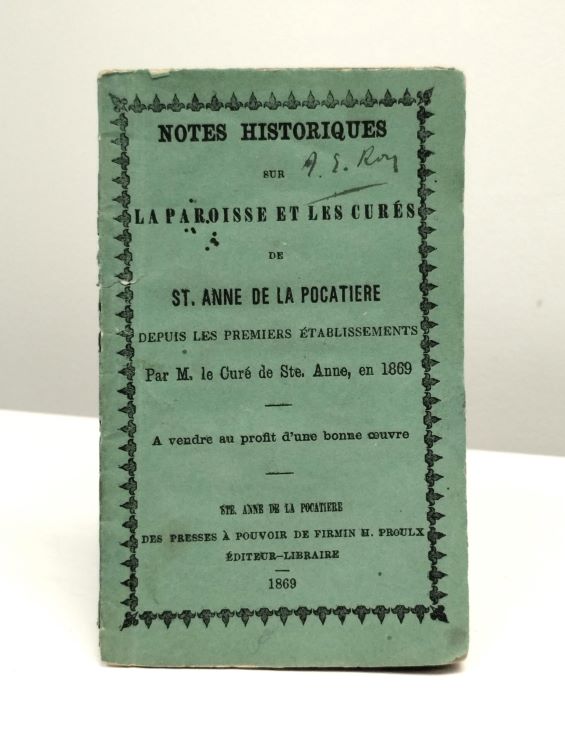 NOTES HISTORIQUES
SUR
A. E. Roy
LA PAROISSE ET LES CURÉS
DE
ST. ANNE DE LA POCATIERE
DEPUIS LES PREMIERS ÉTABLISSEMENTS
Par M. le Curé de Ste. Anne, en 1869
A vendre au profit d'une bonne œuvre
STE. ANNE DE LA POCATIERE
DES PRESSES À POUVOIR DE FIRMIN H. PROULX
ÉDITEUR-LIBRAIRE
1869